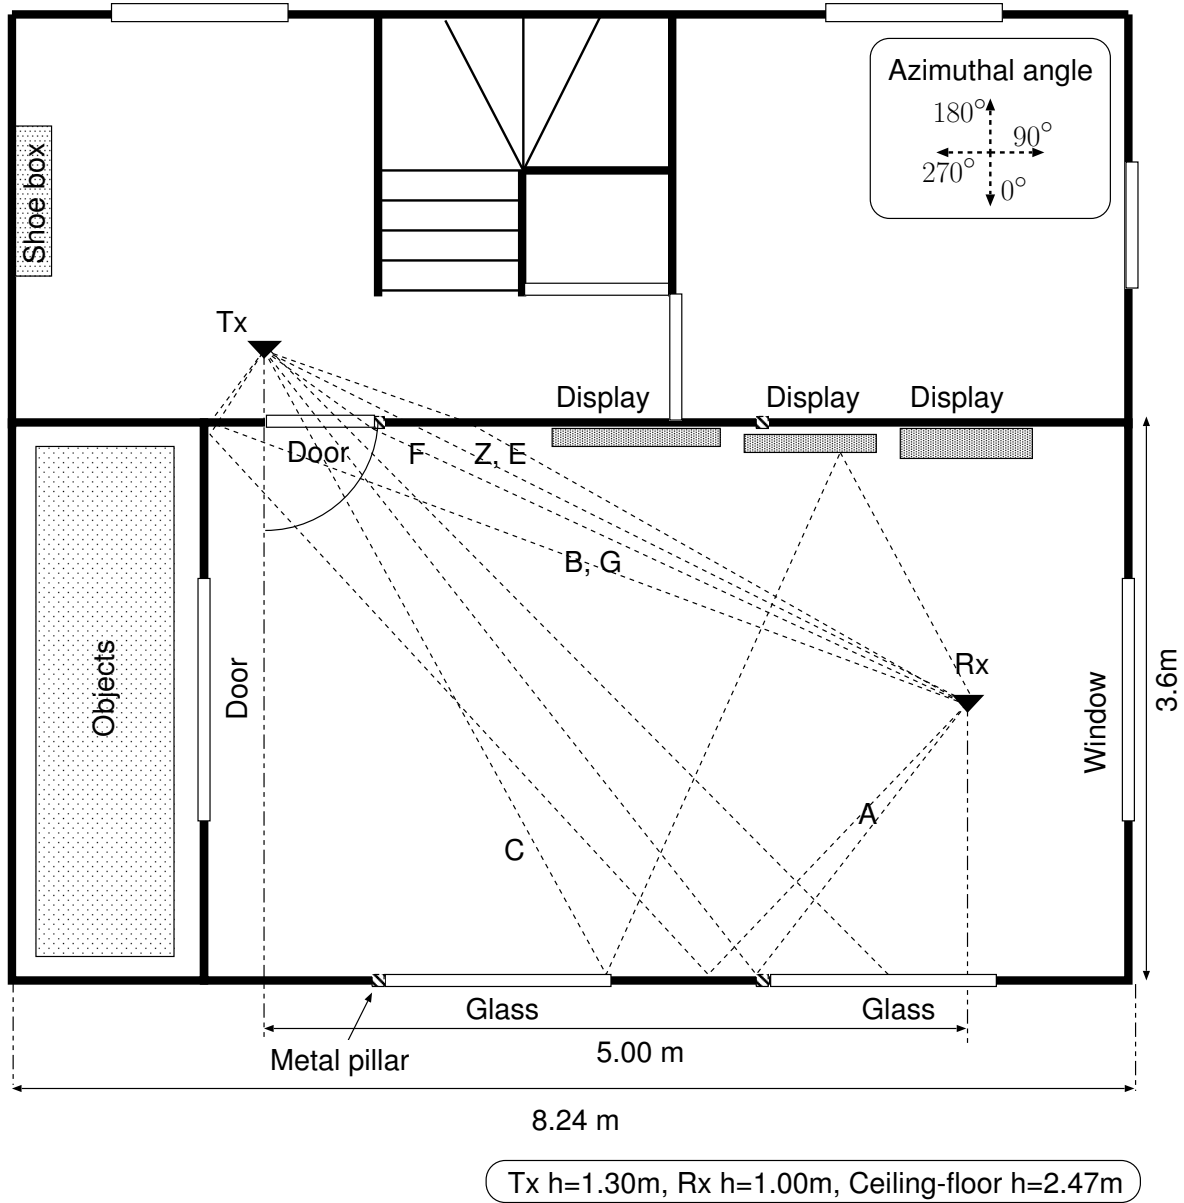 Azimuthal angle
180°
90°
270°
0°
Shoe box
Tx
Display
Display
Display
Door
F
Z, E
B, G
Rx
Objects
Door
Window
3.6m
A
C
Glass
Glass
Metal pillar
5.00 m
8.24 m
Tx h=1.30m, Rx h=1.00m, Ceiling-floor h=2.47m